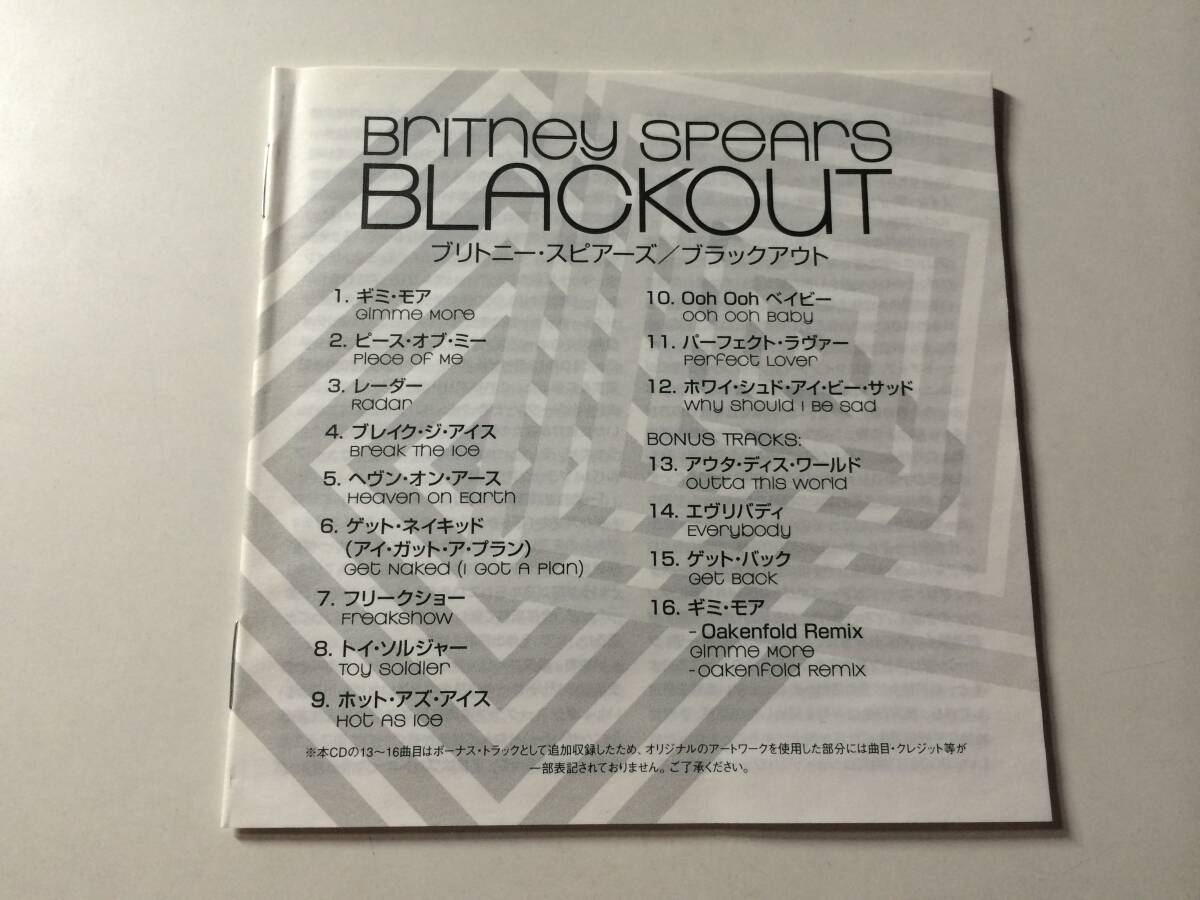 Britney Spears
BLACKOUT
ブリトニー・スピアーズ／ブラックアウト
1. ギミ・モア
Gimme More
2. ピース・オブ・ミー
Piece Of Me
3. レーダー
Radar
4. ブレイク・ジ・アイス
Break The Ice
5. ヘヴン・オン・アース
Heaven On Earth
6. ゲット・ネイキッド
（アイ・ガット・ア・プラン）
Get Naked (I Got A Plan)
7. フリークショー
Freakshow
8. トイ・ソルジャー
Toy Soldier
9. ホット・アズ・アイス
Hot As Ice
10. Ooh Ooh ベイビー
Ooh Ooh Baby
11. パーフェクト・ラヴァー
Perfect Lover
12. ホワイ・シュド・アイ・ビー・サッド
Why Should I Be Sad
BONUS TRACKS:
13. アウタ・ディス・ワールド
Outta This World
14. エヴリバディ
Everybody
15. ゲット・バック
Get Back
16. ギミ・モア
- Oakenfold Remix
Gimme More
- Oakenfold Remix
※本CDの13〜16曲目はボーナス・トラックとして追加収録したため、オリジナルのアートワークを使用した部分には曲目・クレジット等が
一部表記されておりません。ご了承ください。